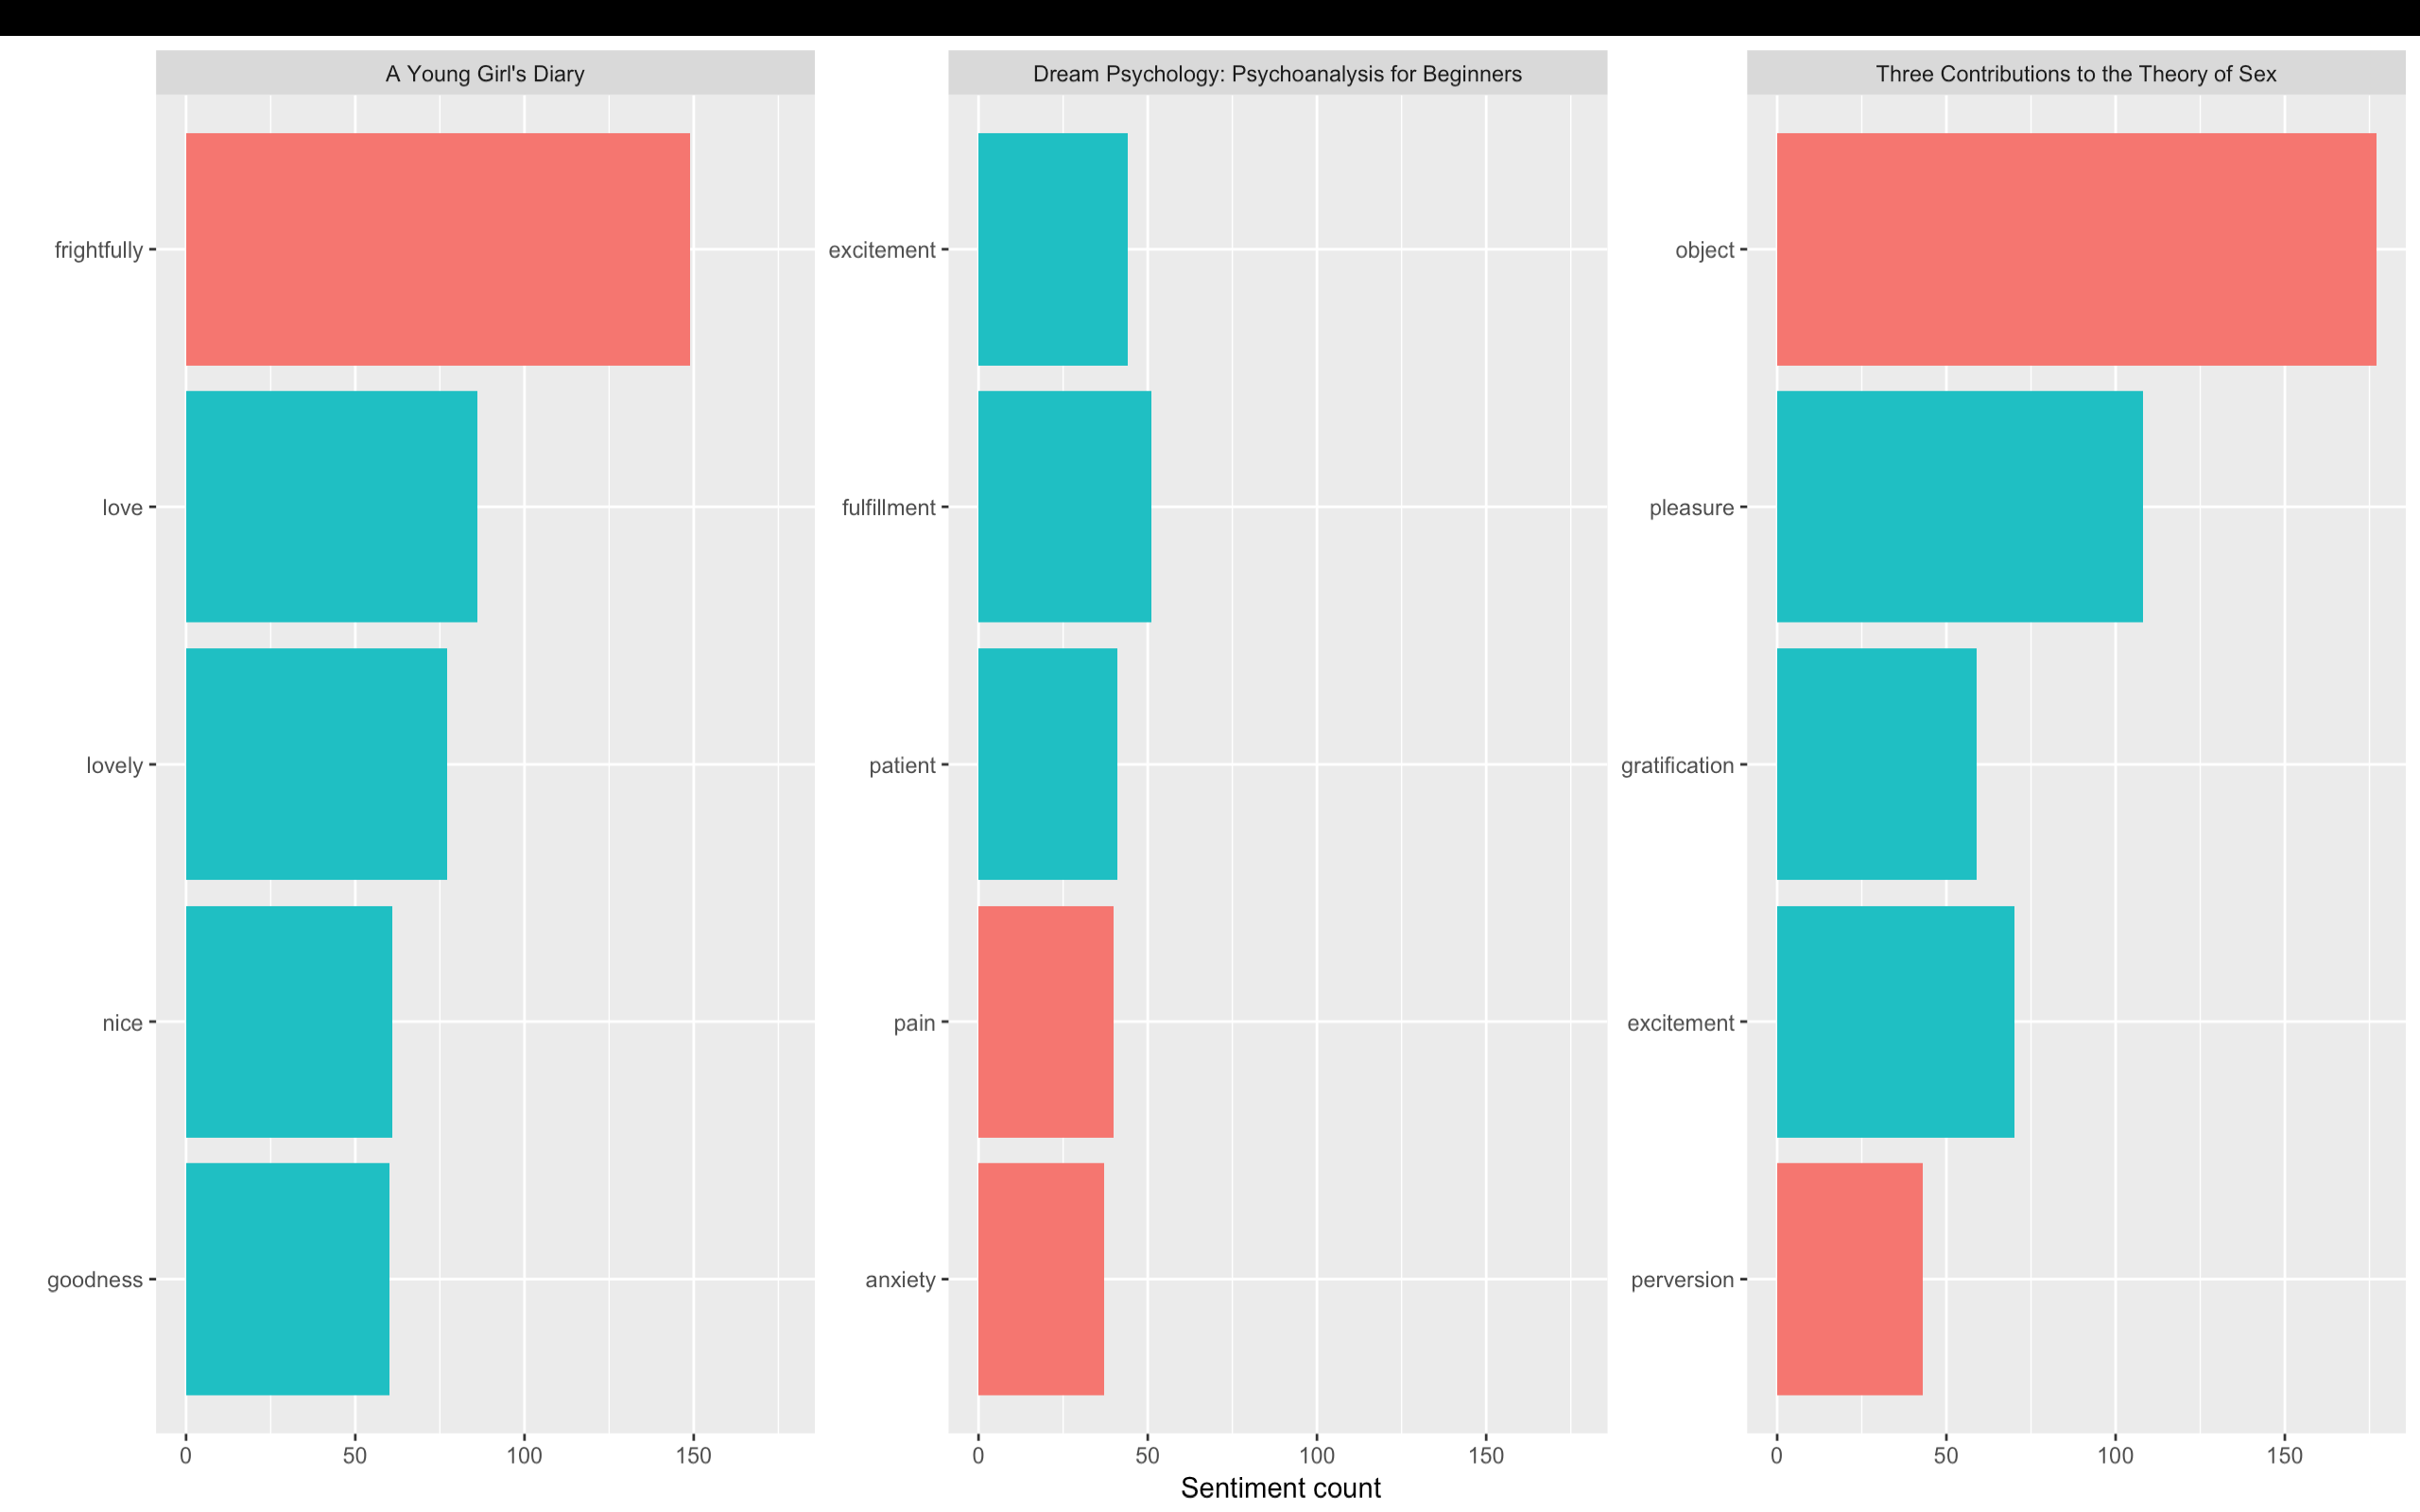 A Young Girl's Diary
frightfully
love
lovely
nice
goodness
0 50 100 150
Dream Psychology: Psychoanalysis for Beginners
excitement
fulfillment
patient
pain
anxiety
0 50 100 150
Three Contributions to the Theory of Sex
object
pleasure
gratification
excitement
perversion
0 50 100 150
Sentiment count